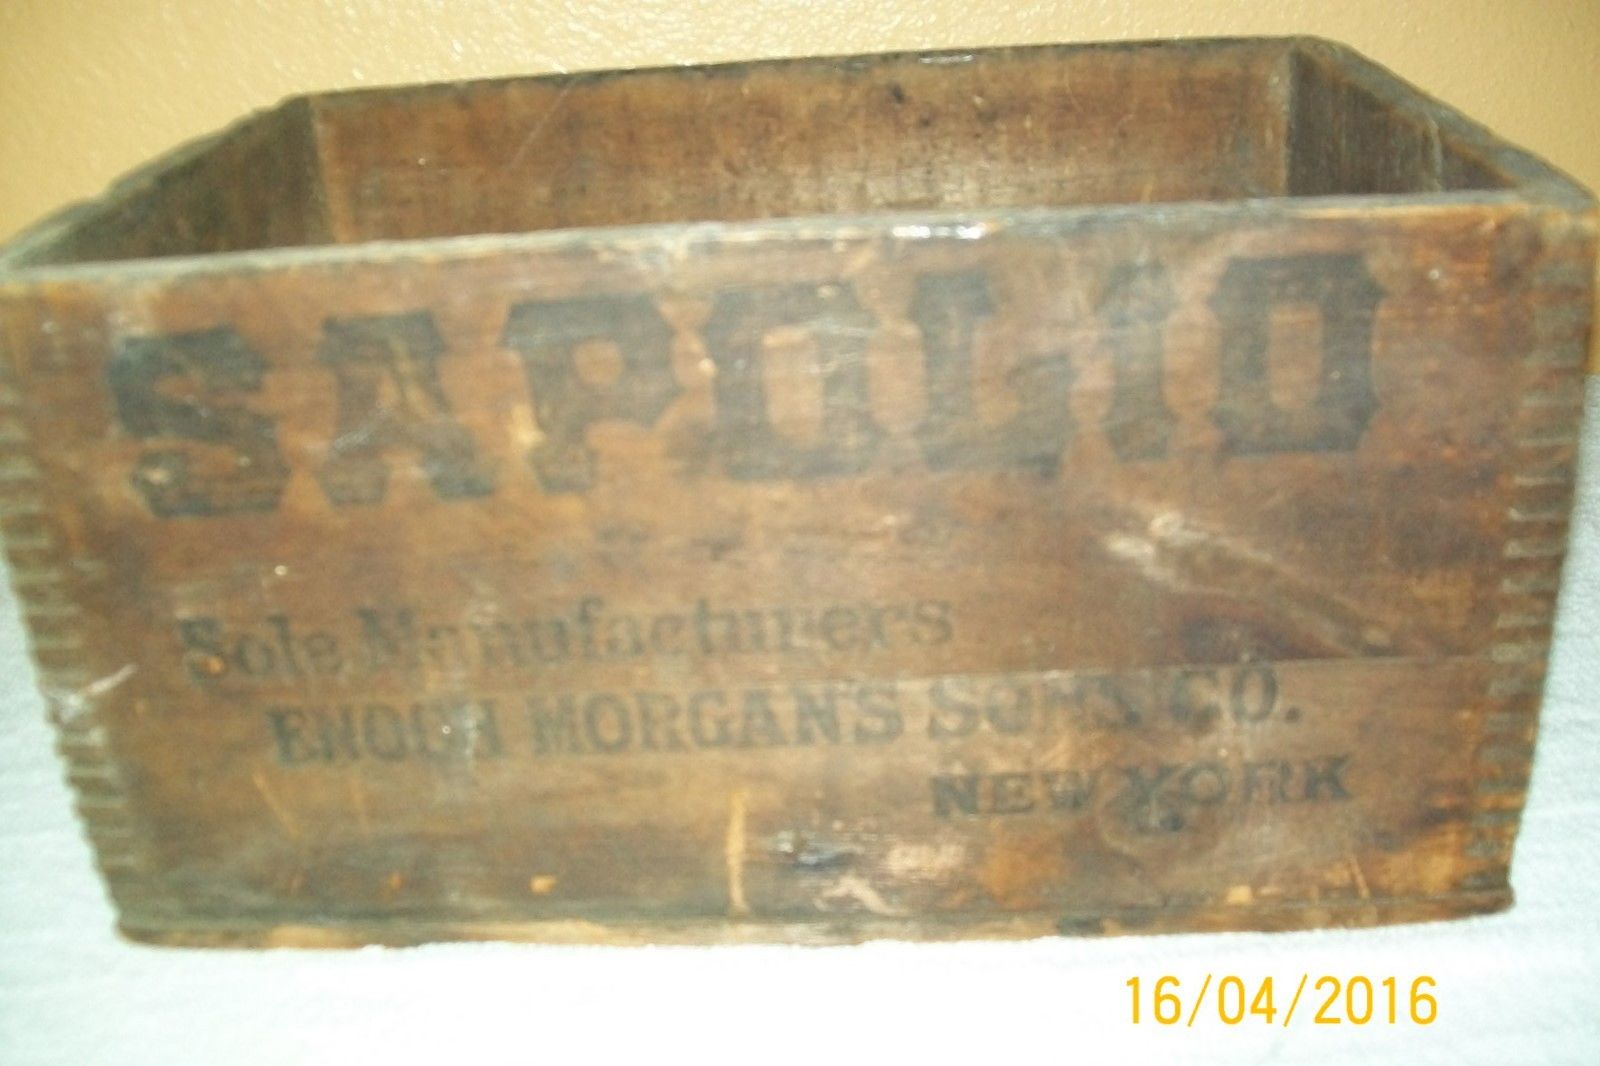 SAPOLIO
Sole Manufacturers
ENOCH MORGAN'S SONS CO.
NEW YORK
16/04/2016